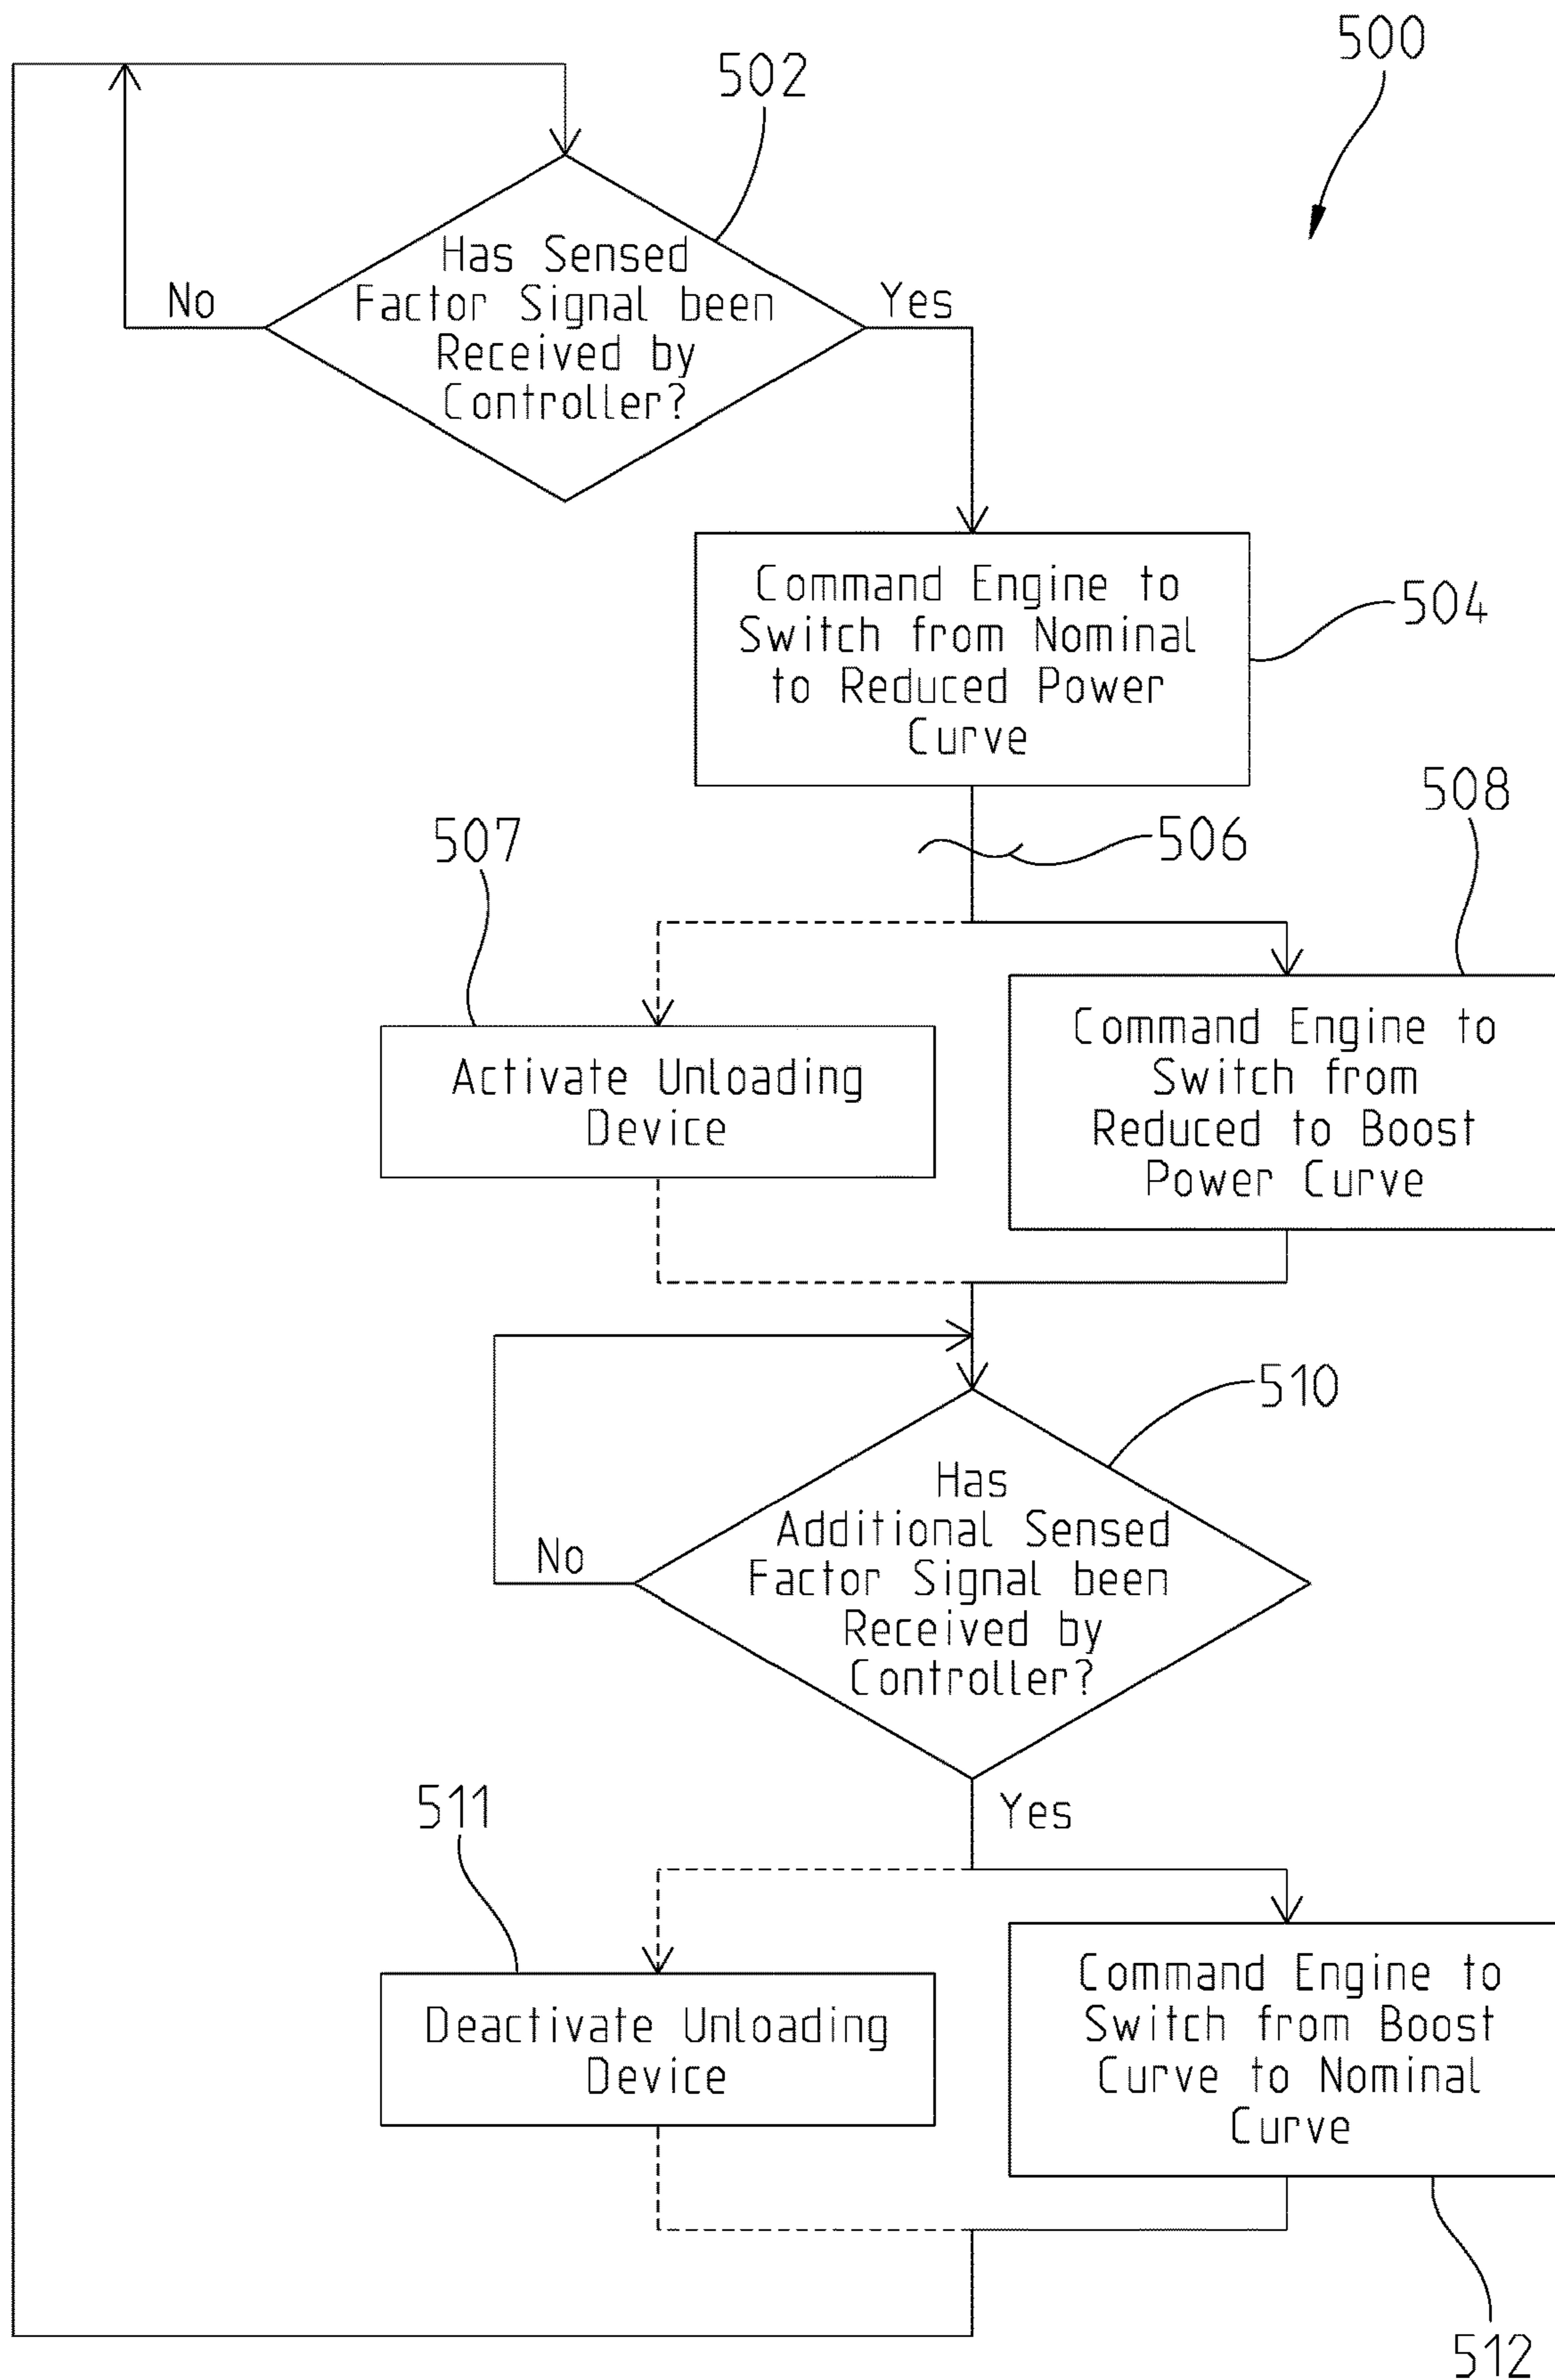 500
502
Has Sensed
Factor Signal been
Received by
Controller?
No
Yes
Command Engine to
Switch from Nominal
to Reduced Power
Curve
504
506
507
508
Activate Unloading
Device
Command Engine to
Switch from
Reduced to Boost
Power Curve
510
Has
Additional Sensed
Factor Signal been
Received by
Controller?
No
Yes
511
Deactivate Unloading
Device
Command Engine to
Switch from Boost
Curve to Nominal
Curve
512